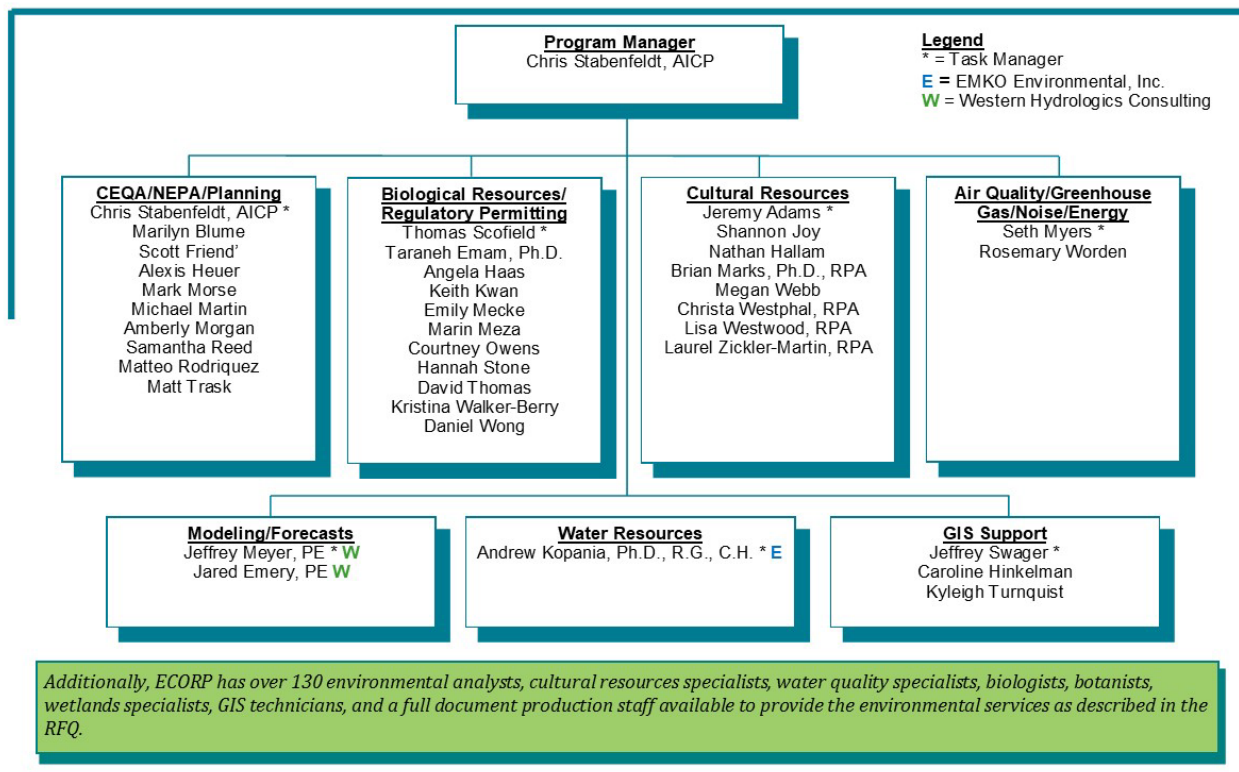 Program Manager
Chris Stabenfeldt, AICP
Legend
* = Task Manager
E = EMKO Environmental, Inc.
W = Western Hydrologics Consulting
CEQA/NEPA/Planning
Chris Stabenfeldt, AICP *
Marilyn Blume
Scott Friend’
Alexis Heuer
Mark Morse
Michael Martin
Amberly Morgan
Samantha Reed
Matteo Rodriquez
Matt Trask
Biological Resources/
Regulatory Permitting
Thomas Scofield *
Taraneh Emam, Ph.D.
Angela Haas
Keith Kwan
Emily Mecke
Marin Meza
Courtney Owens
Hannah Stone
David Thomas
Kristina Walker-Berry
Daniel Wong
Cultural Resources
Jeremy Adams *
Shannon Joy
Nathan Hallam
Brian Marks, Ph.D., RPA
Megan Webb
Christa Westphal, RPA
Lisa Westwood, RPA
Laurel Zickler-Martin, RPA
Air Quality/Greenhouse
Gas/Noise/Energy
Seth Myers *
Rosemary Worden
Modeling/Forecasts
Jeffrey Meyer, PE * W
Jared Emery, PE W
Water Resources
Andrew Kopania, Ph.D., R.G., C.H. * E
GIS Support
Jeffrey Swager *
Caroline Hinkelman
Kyleigh Turnquist
Additionally, ECORP has over 130 environmental analysts, cultural resources specialists, water quality specialists, biologists, botanists,
wetlands specialists, GIS technicians, and a full document production staff available to provide the environmental services as described in the
RFQ.